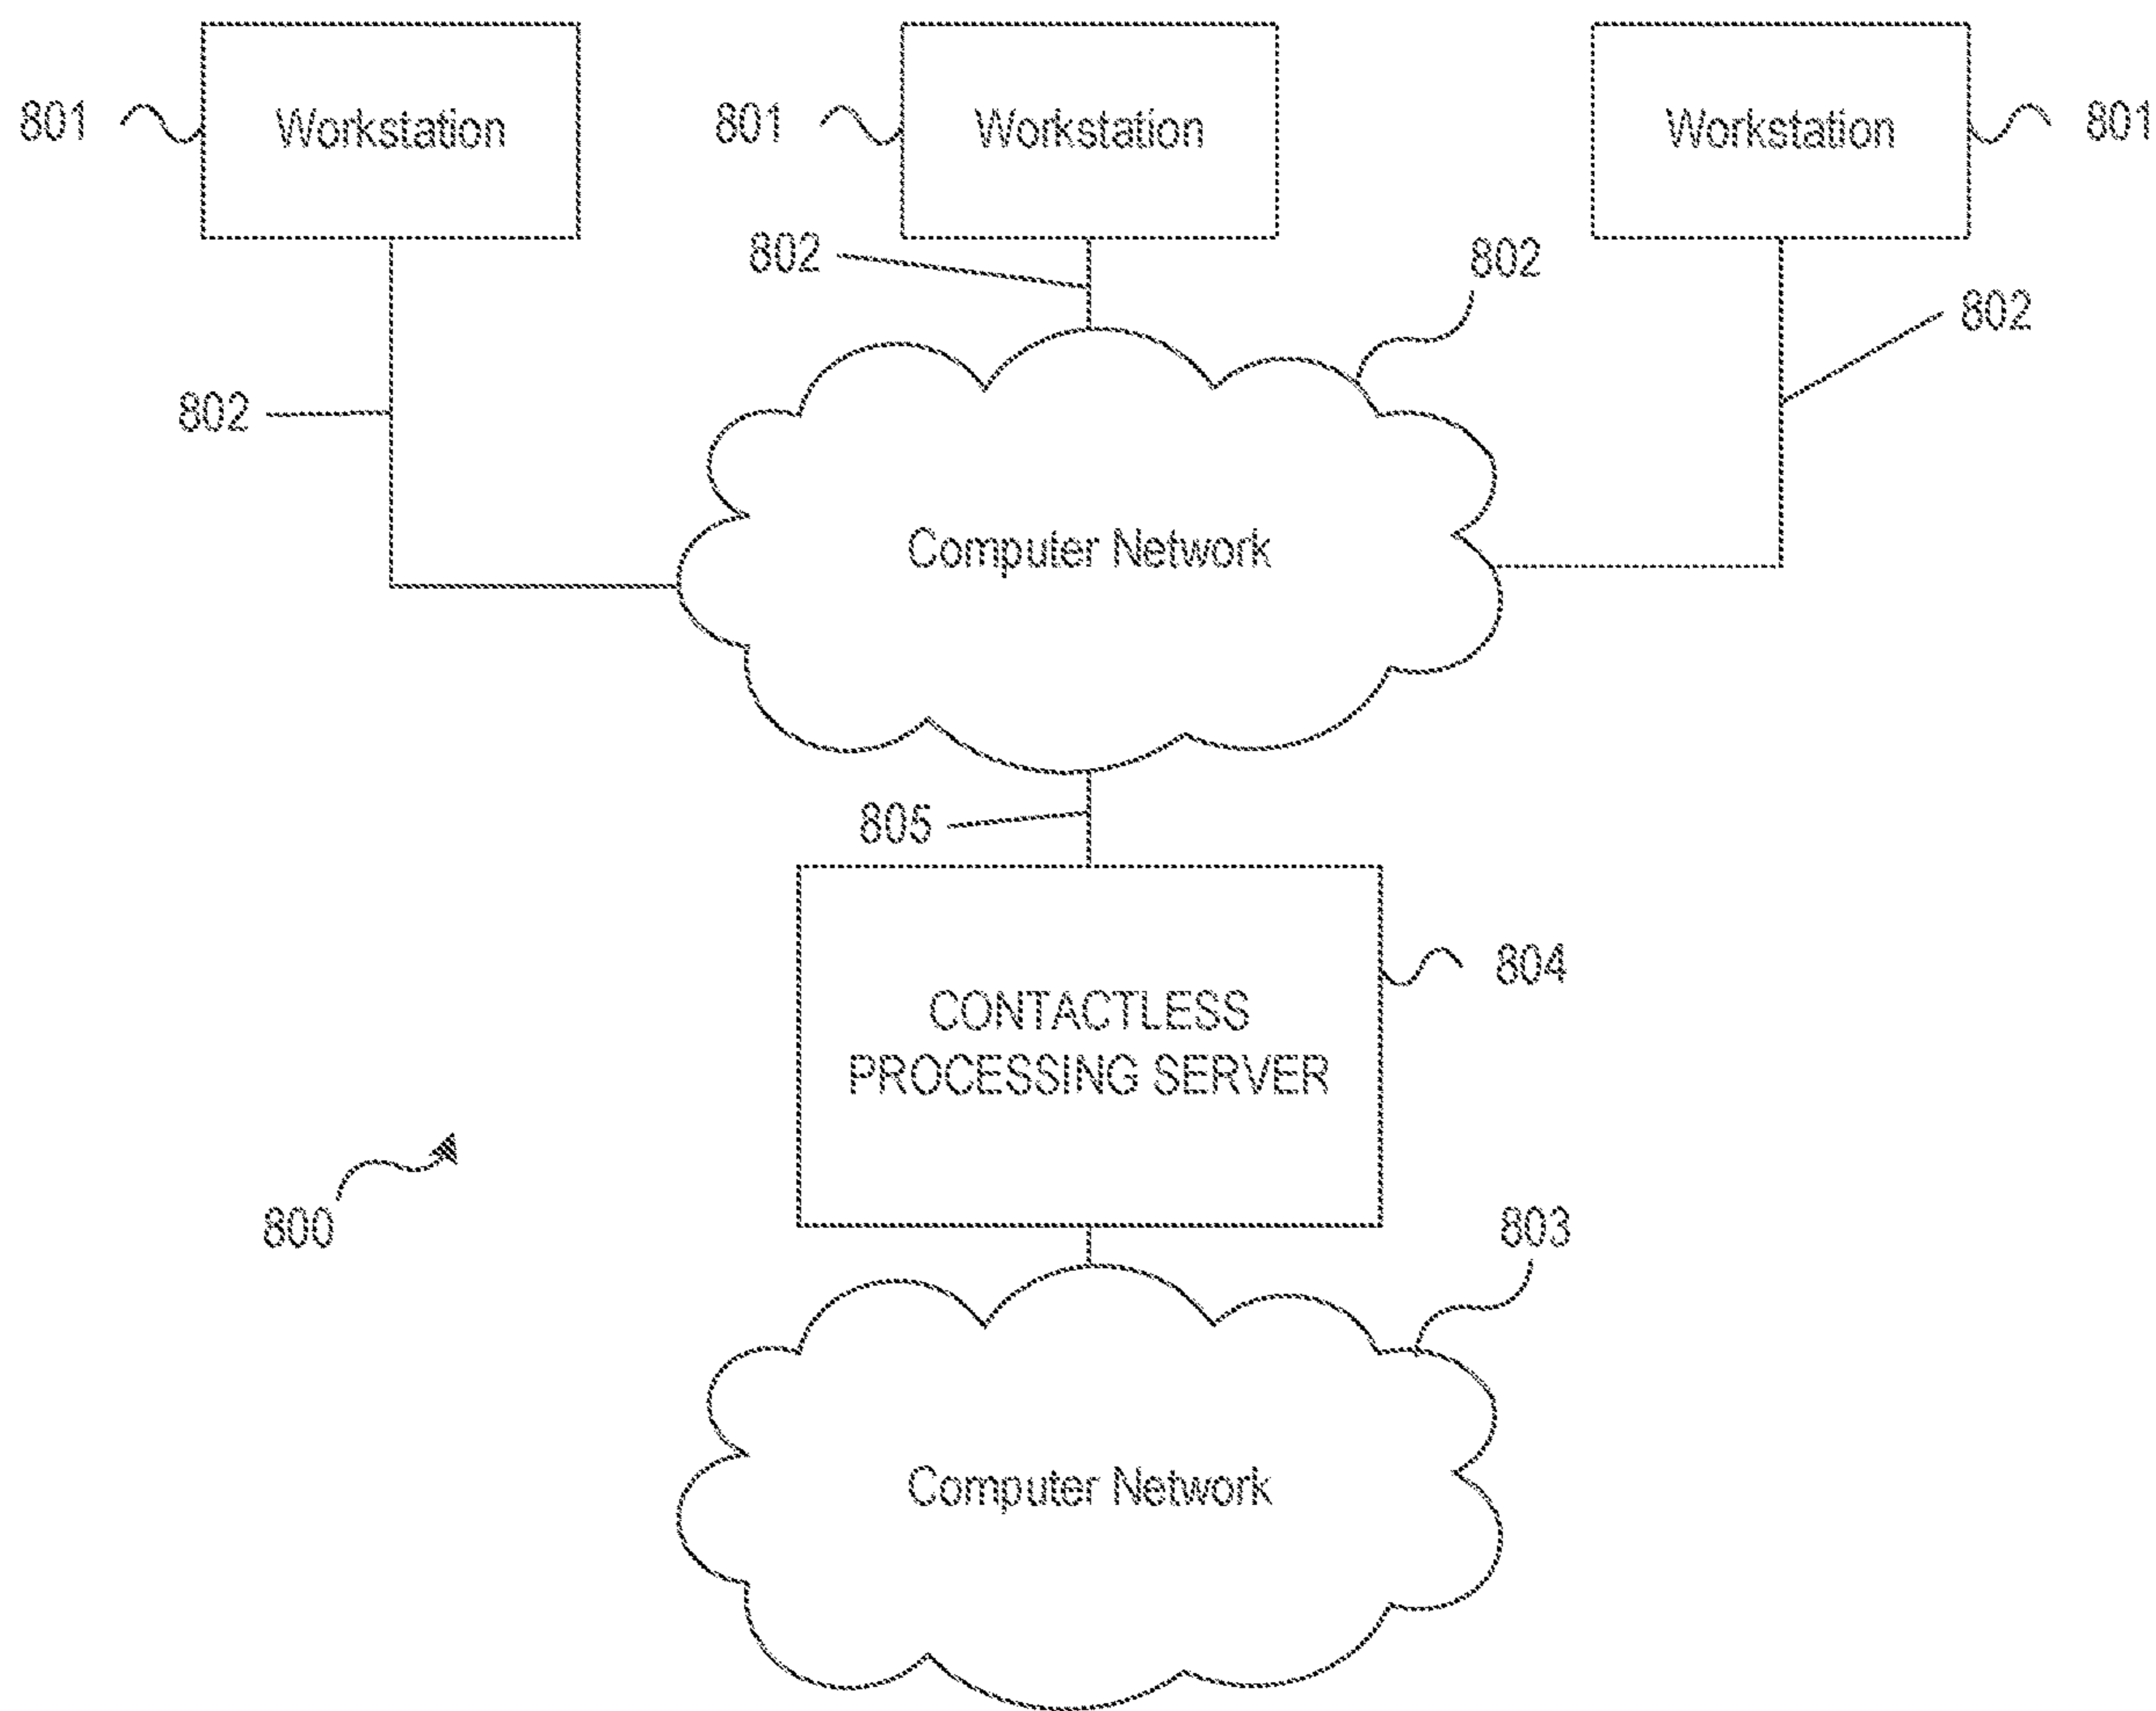 801
Workstation
801
Workstation
Workstation
801
802
802
802
802
Computer Network
805
804
CONTACTLESS
PROCESSING SERVER
800
803
Computer Network